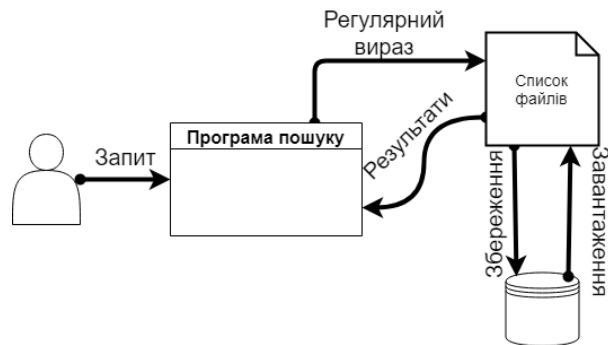 Регулярний
вираз
Список
файлів
Програма пошуку
Запит
Результати
Збереження
Завантаження